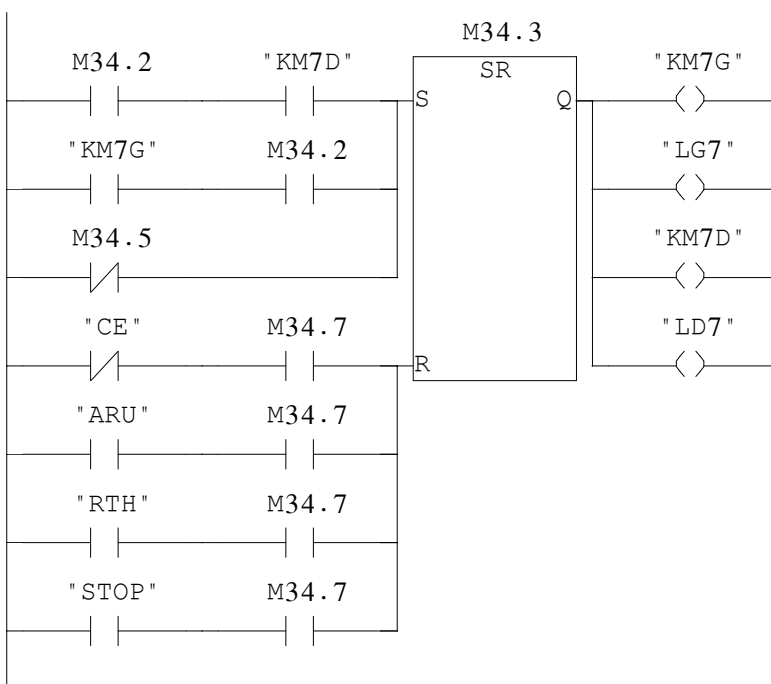 M34.3
M34.2 "KM7D" SR "KM7G"
S Q
"KM7G" M34.2 "LG7"
M34.5 "KM7D"
"CE" M34.7 "LD7"
R
"ARU" M34.7
"RTH" M34.7
"STOP" M34.7